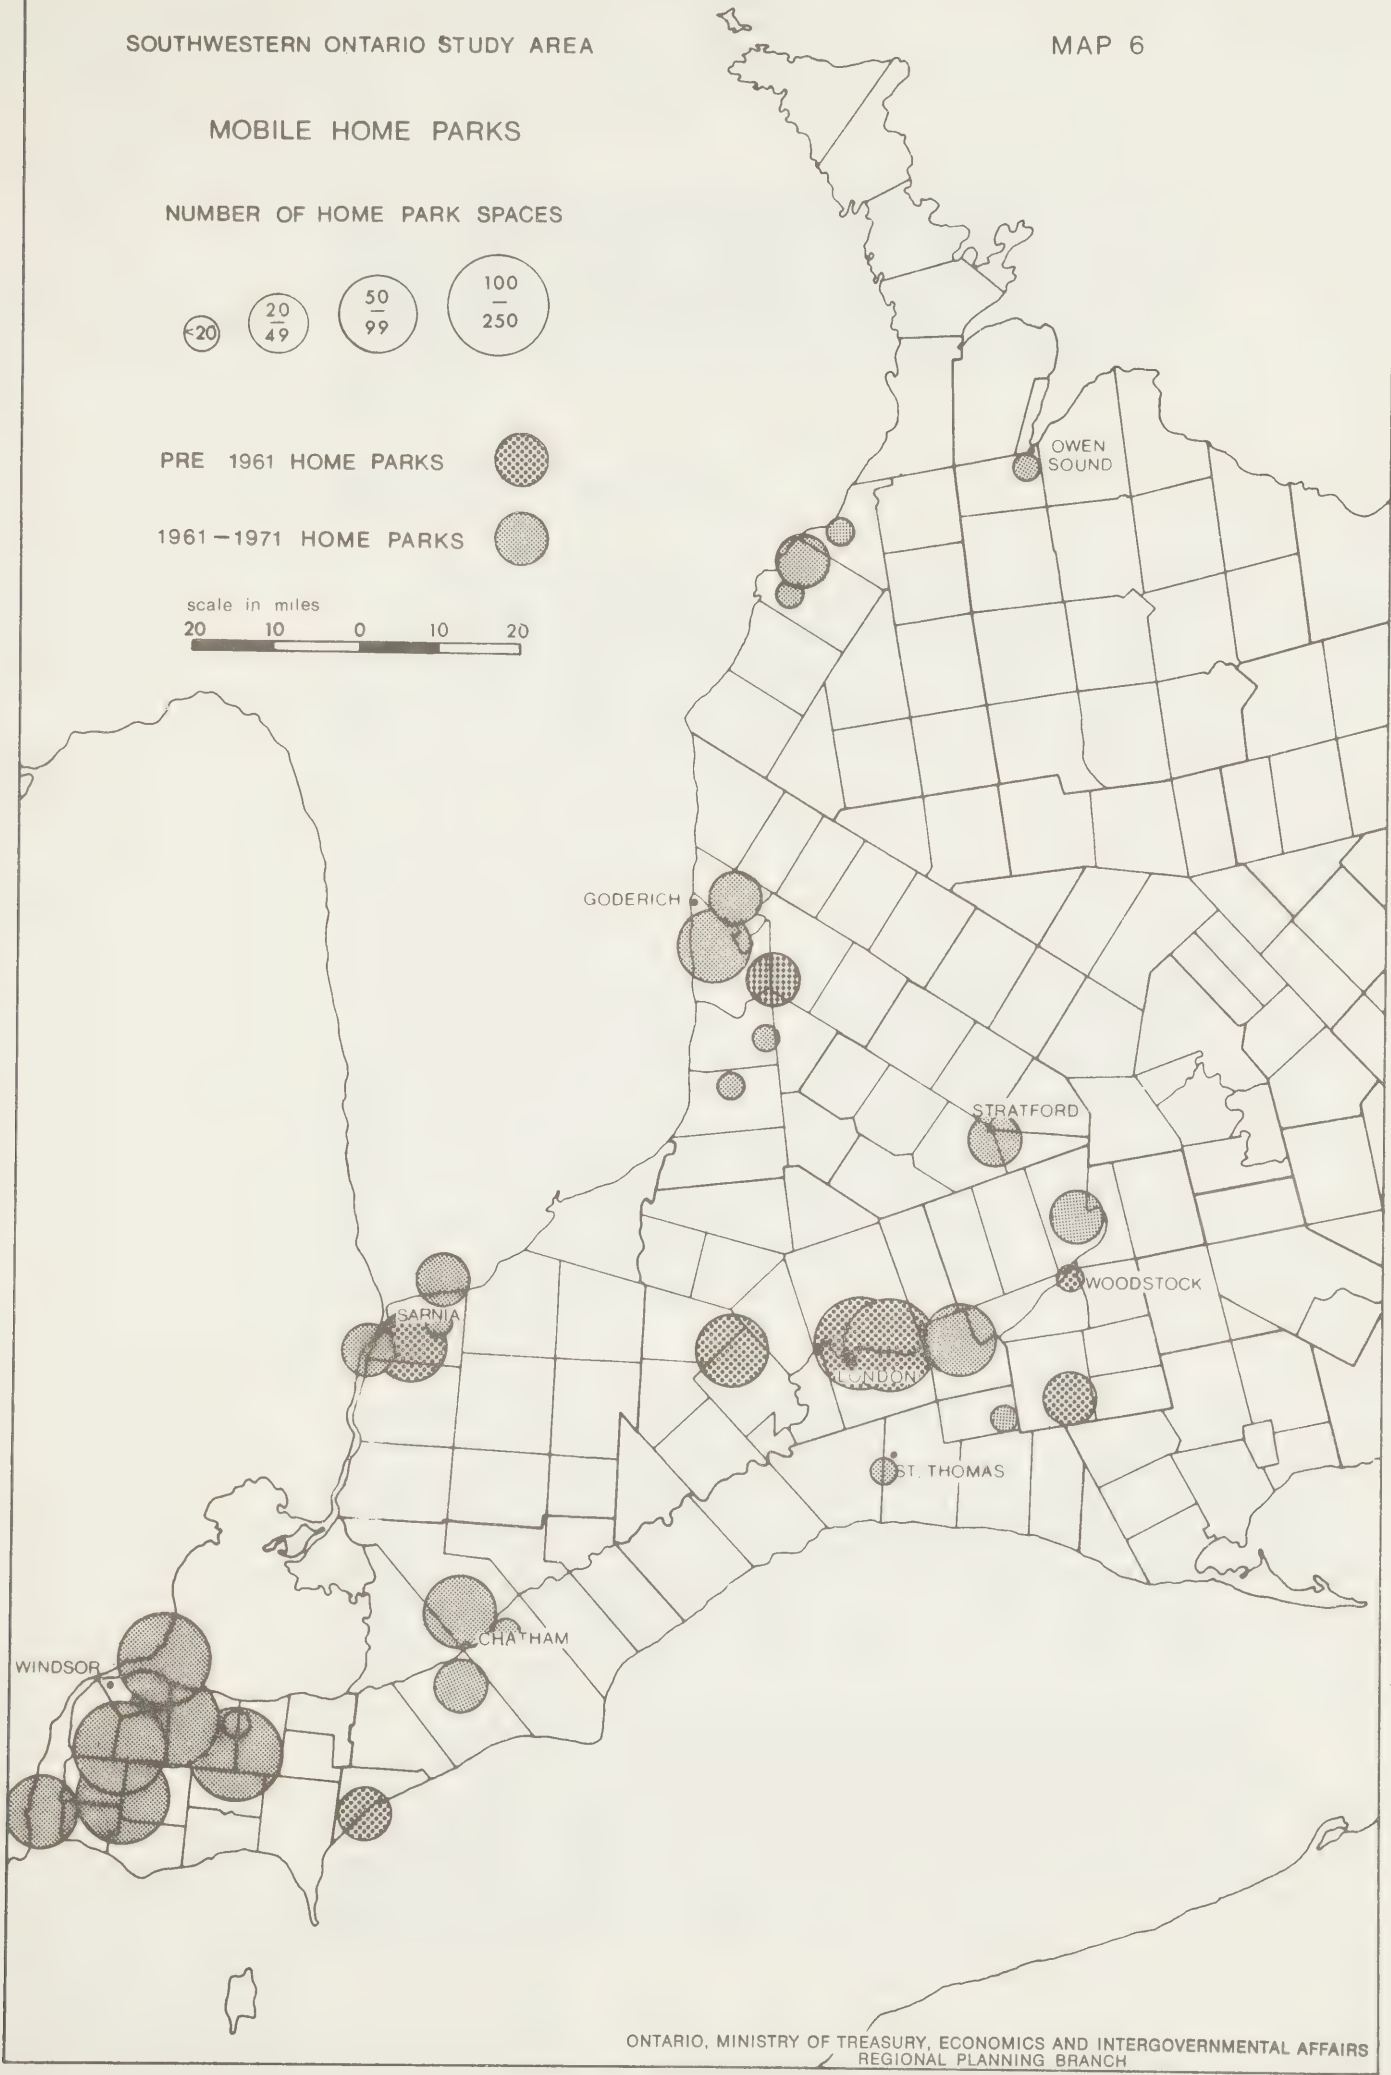 SOUTHWESTERN ONTARIO STUDY AREA
MAP 6
MOBILE HOME PARKS
NUMBER OF HOME PARK SPACES
<20
20
—
49
50
—
99
100
—
250
PRE 1961 HOME PARKS
1961-1971 HOME PARKS
scale in miles
20 10 0 10 20
OWEN
SOUND
GODERICH
STRATFORD
WOODSTOCK
SARNIA
LONDON
ST. THOMAS
CHATHAM
WINDSOR
ONTARIO, MINISTRY OF TREASURY, ECONOMICS AND INTERGOVERNMENTAL AFFAIRS
REGIONAL PLANNING BRANCH